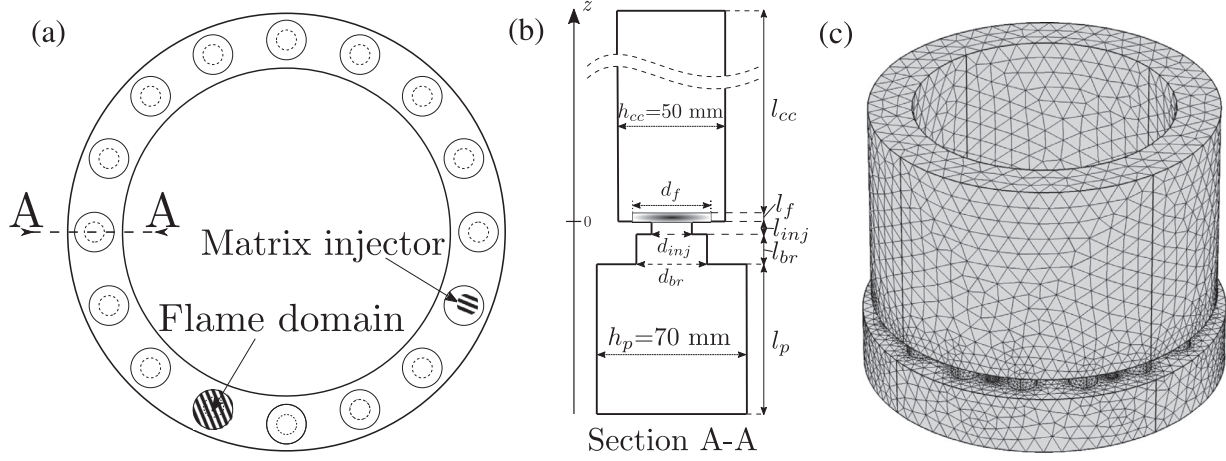 (a)
A
A
Matrix injector
Flame domain
(b)
z
h_cc=50 mm
l_cc
d_f
l_f
0
l_inj
d_inj
l_br
d_br
h_p=70 mm
l_p
Section A-A
(c)